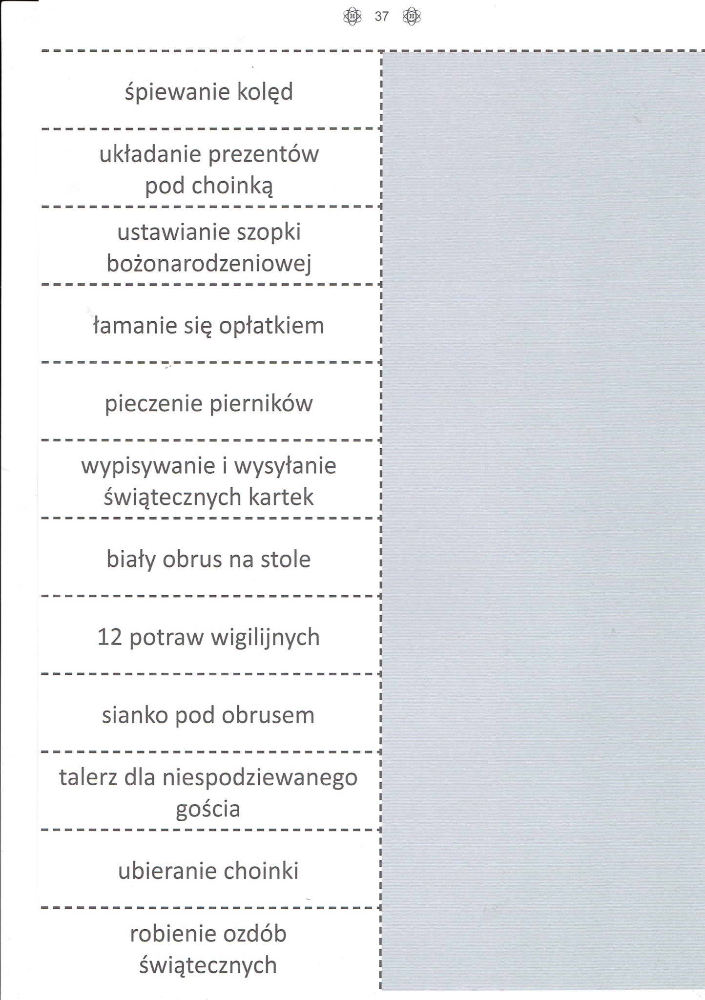 H 37 H
śpiewanie kolęd
układanie prezentów
pod choinką
ustawianie szopki
bożonarodzeniowej
łamanie się opłatkiem
pieczenie pierników
wypisywanie i wysyłanie
świątecznych kartek
biały obrus na stole
12 potraw wigilijnych
sianko pod obrusem
talerz dla niespodziewanego
gościa
ubieranie choinki
robienie ozdób
świątecznych